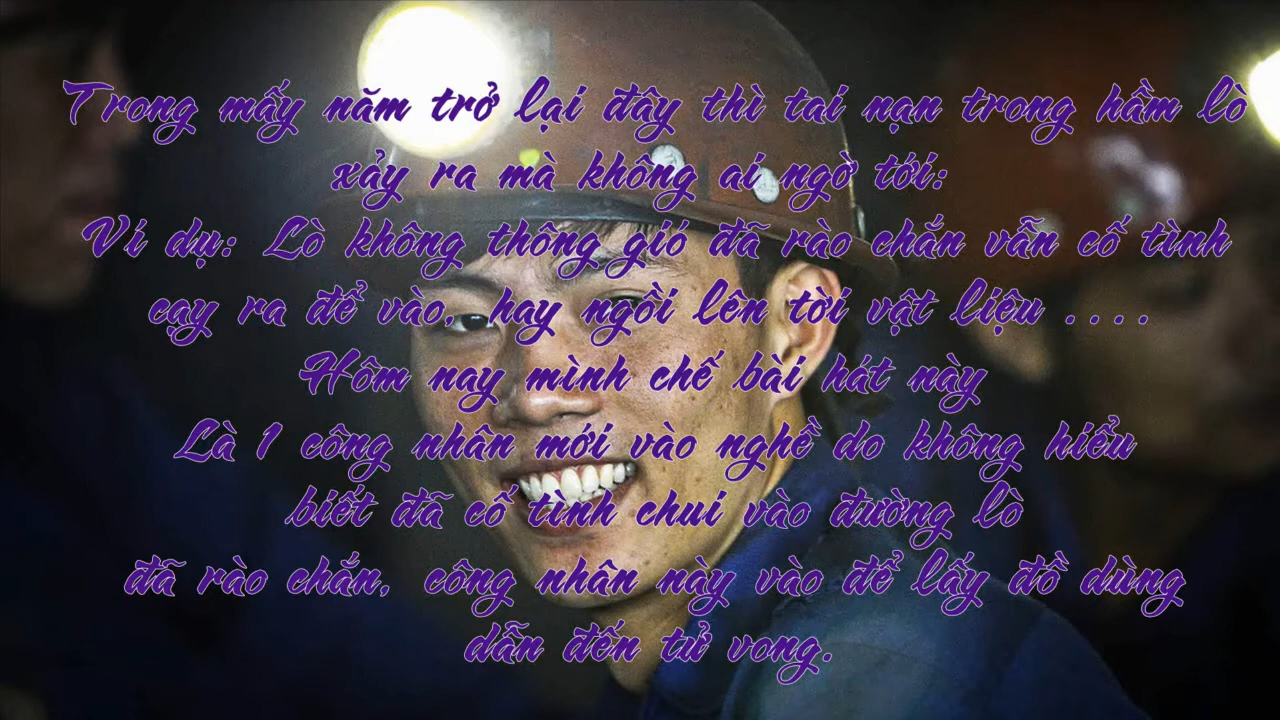 Trong mấy năm trở lại đây thì tai nạn trong hầm lò
xảy ra mà không ai ngờ tới:
Ví dụ: Lò không thông gió đã rào chắn vẫn cố tình
cạy ra để vào, hay ngồi lên tời vật liệu ....
Hôm nay mình chế bài hát này
Là 1 công nhân mới vào nghề do không hiểu
biết đã cố tình chui vào đường lò
đã rào chắn, công nhân này vào để lấy đồ dùng
dẫn đến tử vong.